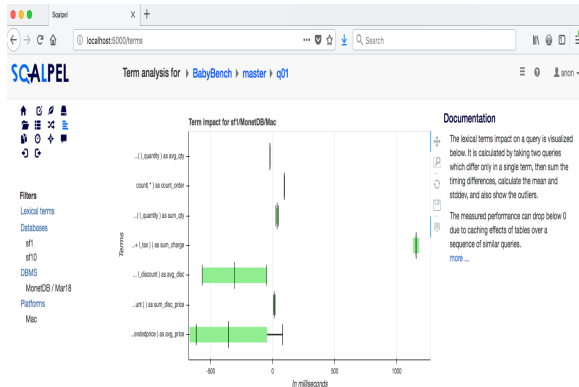 Sqalpel
localhost:5000/terms
Search
SQALPEL
Term analysis for BabyBench master q01
anon
Filters
Lexical terms
Databases
sf1
sf10
DBMS
MonetDB / Mar18
Platforms
Mac
Term impact for sf1/MonetDB/Mac
Terms
...( l_quantity ) as avg_qty
count( * ) as count_order
...( l_quantity ) as sum_qty
...+ l_tax ) ) as sum_charge
... ( l_discount ) as avg_disc
...unt ) ) as sum_disc_price
...endedprice ) as avg_price
-500 0 500 1000
In milliseconds
Documentation
The lexical terms impact on a query is visualized
below. It is calculated by taking two queries
which differ only in a single term, then sum the
timing differences, calculate the mean and
stddev, and also show the outliers.
The measured performance can drop below 0
due to caching effects of tables over a
sequence of similar queries.
more ...